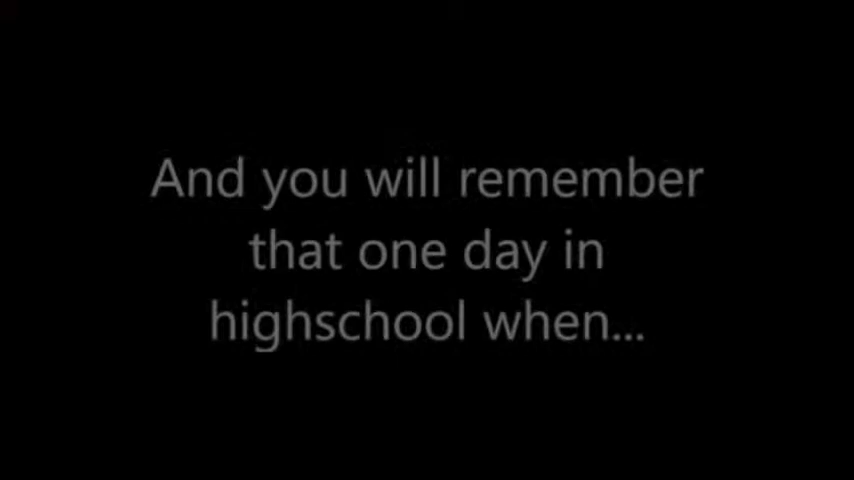 And you will remember
that one day in
highschool when...